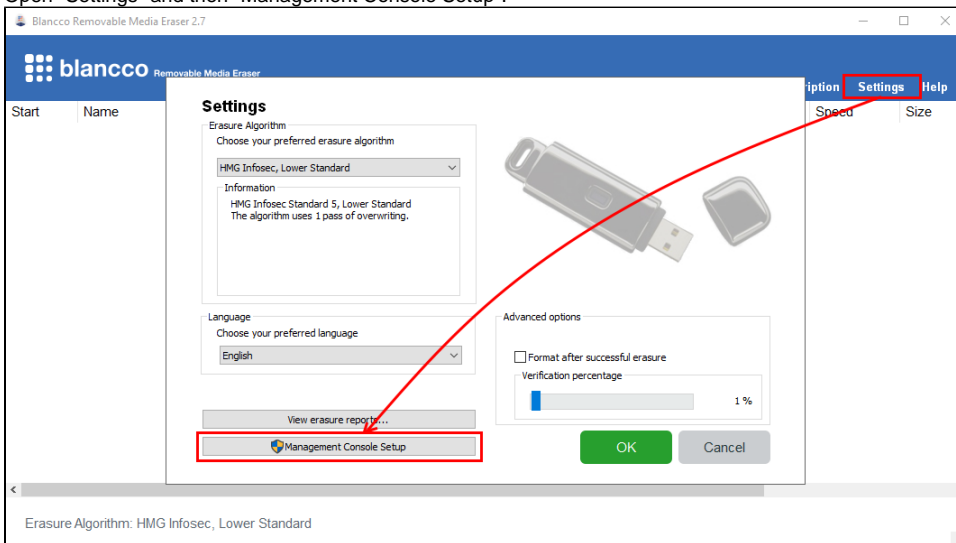 Open "Settings" and then "Management Console Setup".
Blancco Removable Media Eraser 2.7
blancco Removable Media Eraser
ription Settings Help
Start Name Speed Size
Settings
Erasure Algorithm
Choose your preferred erasure algorithm
HMG Infosec, Lower Standard
Information
HMG Infosec Standard 5, Lower Standard
The algorithm uses 1 pass of overwriting.
Language
Choose your preferred language
English
Advanced options
Format after successful erasure
Verification percentage
1 %
View erasure reports...
Management Console Setup
OK Cancel
Erasure Algorithm: HMG Infosec, Lower Standard